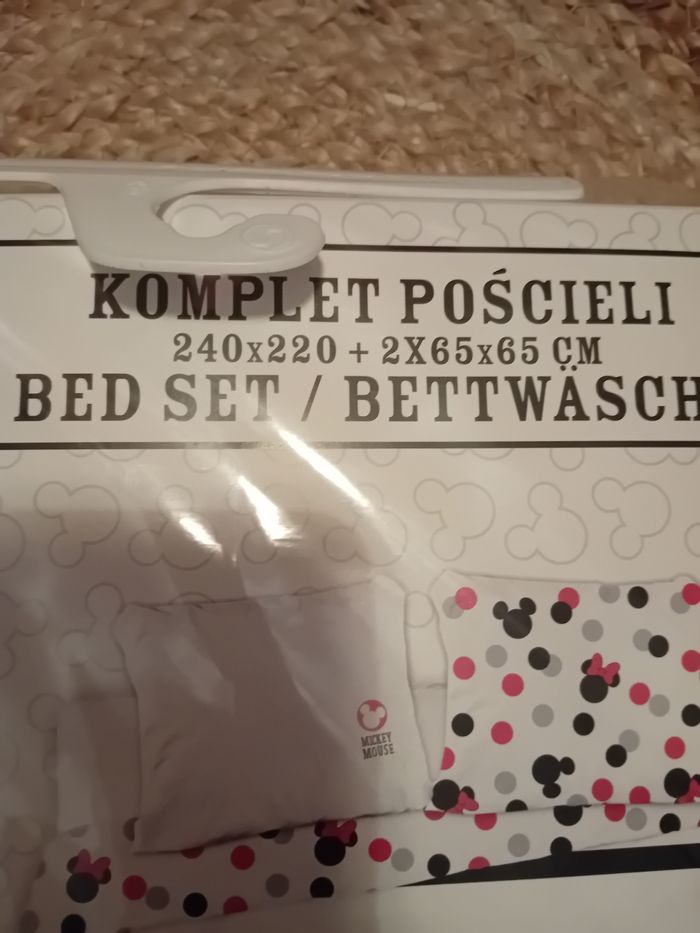 KOMPLET POŚCIELI
240x220 + 2X65x65 CM
BED SET / BETTWÄSCH
MICKEY
MOUSE